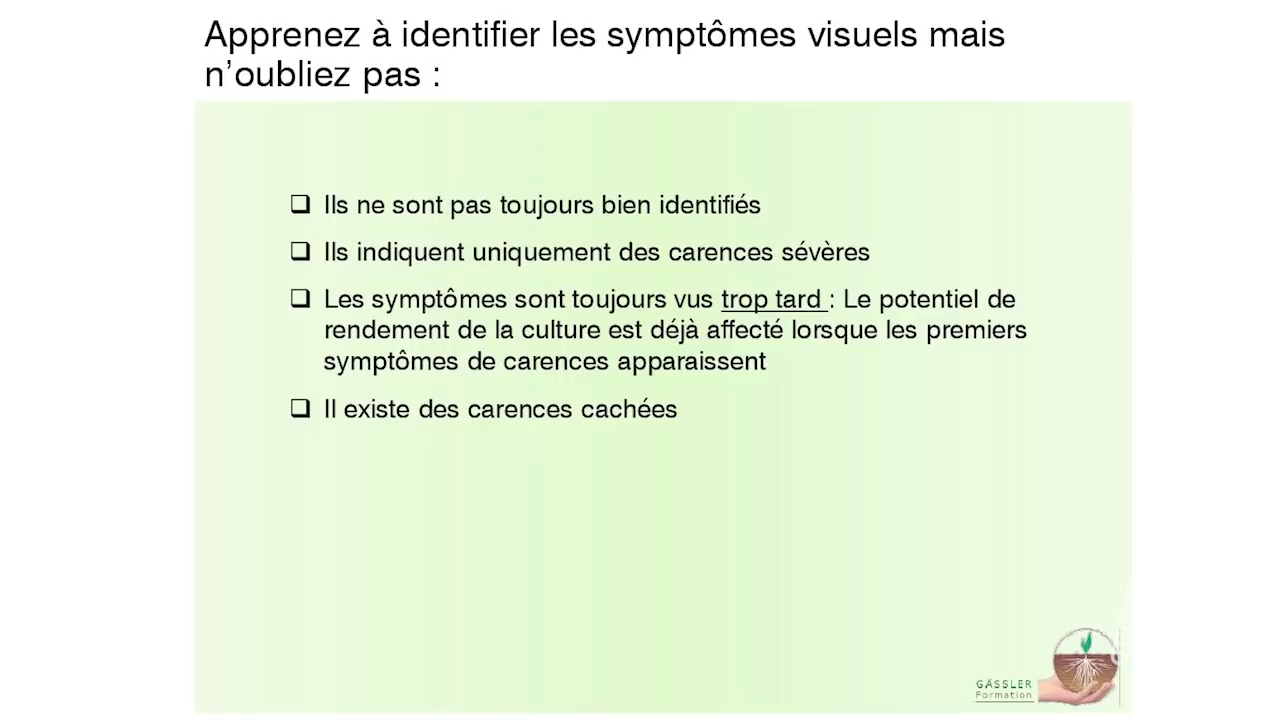 Apprenez à identifier les symptômes visuels mais
n’oubliez pas :
❑ Ils ne sont pas toujours bien identifiés
❑ Ils indiquent uniquement des carences sévères
❑ Les symptômes sont toujours vus trop tard : Le potentiel de
rendement de la culture est déjà affecté lorsque les premiers
symptômes de carences apparaissent
❑ Il existe des carences cachées
GÄSSLER
Formation